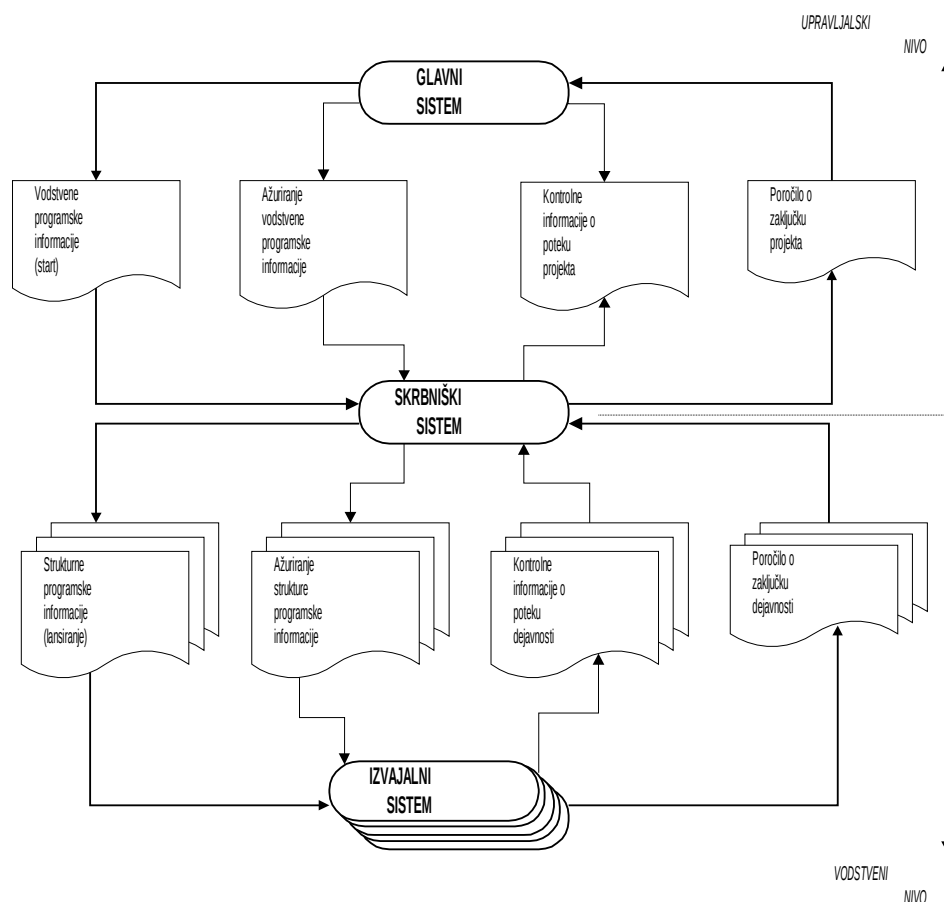 UPRAVLJALSKI
NIVO
GLAVNI
SISTEM
Vodstvene
programske
informacije
(start)
Ažuriranje
vodstvene
programske
informacije
Kontrolne
informacije o
poteku
projekta
Poročilo o
zaključku
projekta
SKRBNIŠKI
SISTEM
Strukturne
programske
informacije
(lansiranje)
Ažuriranje
strukture
programske
informacije
Kontrolne
informacije o
poteku
dejavnosti
Poročilo o
zaključku
dejavnosti
IZVAJALNI
SISTEM
VODSTVENI
NIVO